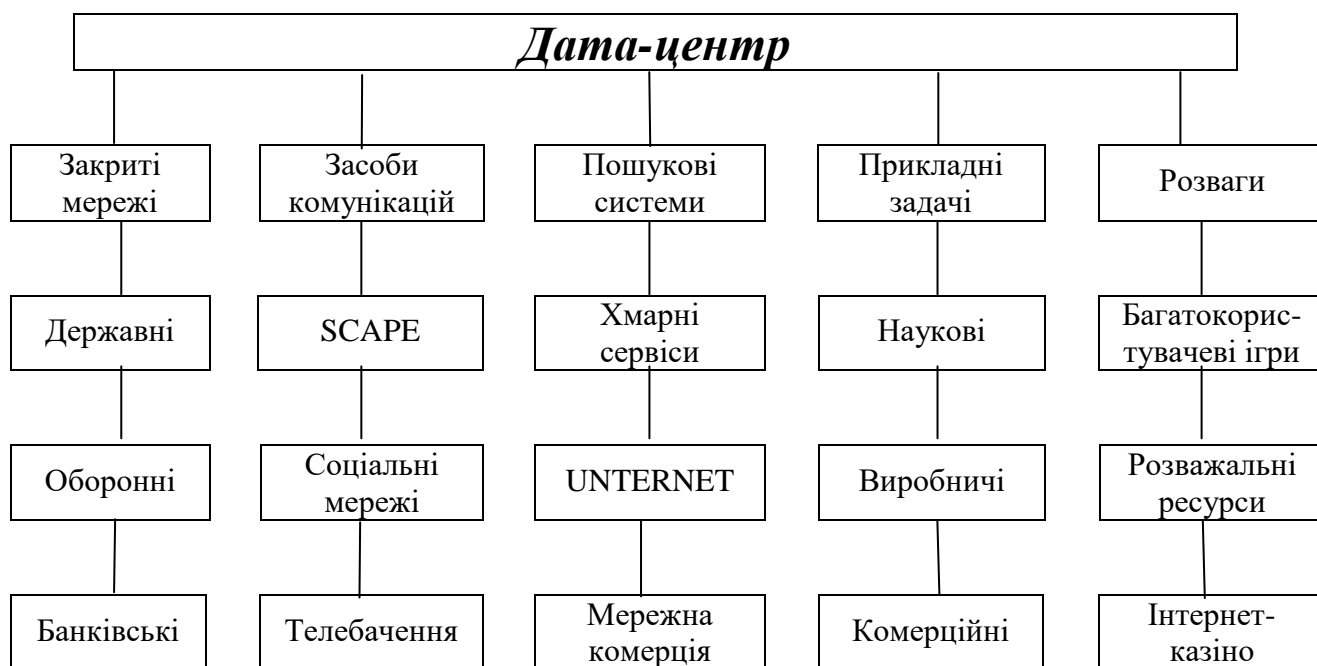 Дата-центр
Закриті
мережі
Засоби
комунікацій
Пошукові
системи
Прикладні
задачі
Розваги
Державні
SCAPE
Хмарні
сервіси
Наукові
Багатокорис-
тувачеві ігри
Оборонні
Соціальні
мережі
UNTERNET
Виробничі
Розважальні
ресурси
Банківські
Телебачення
Мережна
комерція
Комерційні
Інтернет-
казіно